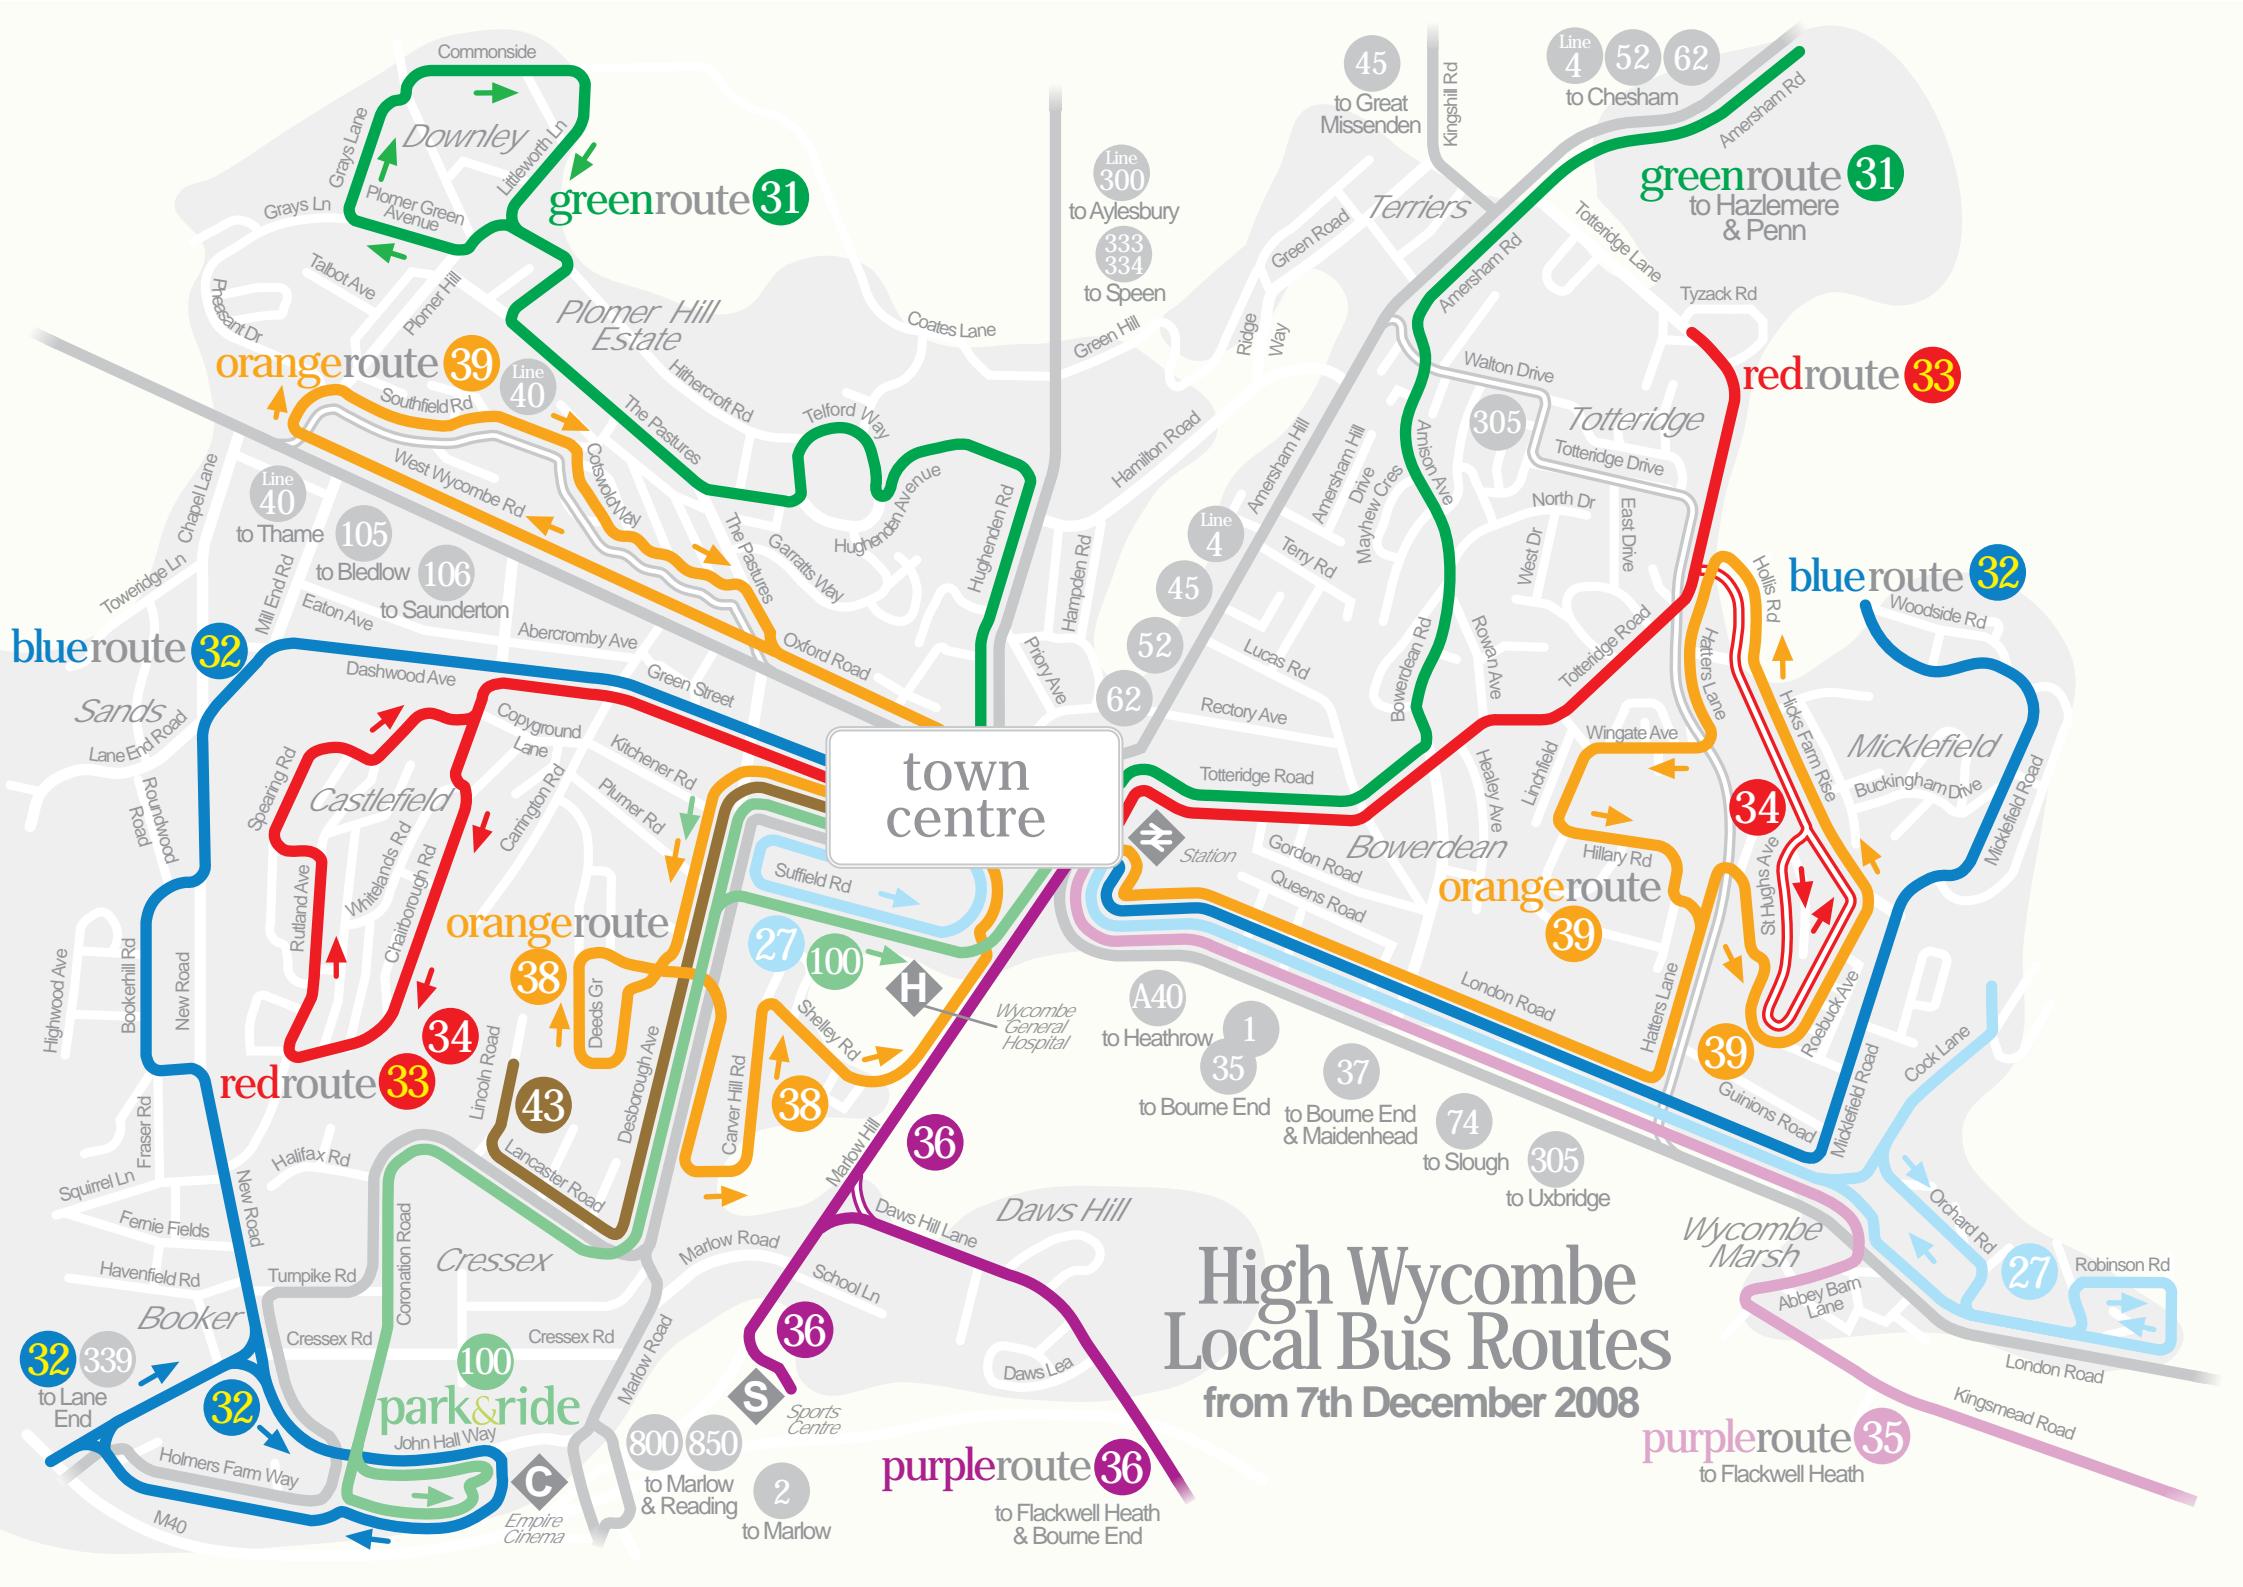 Commonside
Grays Lane
Downley
Littleworth Ln
Plomer Green
Avenue
Grays Ln
greenroute 31
Talbot Ave
Plomer Hill
Pheasant Dr
Plomer Hill
Estate
orangeroute 39
Line
40
Southfield Rd
Hithercroft Rd
The Pastures
Telford Way
Cotswold Way
West Wycombe Rd
Hughenden Avenue
Hughenden Rd
The Pastures
Garratts Way
Coates Lane
Green Hill
Line
300
to Aylesbury
333
334
to Speen
45
to Great
Missenden
Kingshill Rd
Line
4
52
62
to Chesham
Amersham Rd
greenroute 31
to Hazlemere
& Penn
Terriers
Green Road
Ridge
Way
Totteridge Lane
Amersham Rd
Tyzack Rd
redroute 33
Walton Drive
305
Totteridge
Totteridge Drive
Hamilton Road
Amersham Hill
Amersham Hill
Drive
Mayhew Cres
Arnison Ave
North Dr
East Drive
West Dr
Line
4
45
52
62
Terry Rd
Hampden Rd
Priory Ave
Lucas Rd
Rectory Ave
Bowerdean Rd
Rowan Ave
Totteridge Road
Hollis Rd
Hatters Lane
blueroute 32
Woodside Rd
Micklefield
Buckingham Drive
Micklefield Road
Hicks Farm Rise
Wingate Ave
Linchfield
Healey Ave
Totteridge Road
34
St Hughs Ave
Hillary Rd
Chapel Lane
Line
40
to Thame
105
to Bledlow
106
to Saunderton
Toweridge Ln
Mill End Rd
Eaton Ave
Abercromby Ave
Oxford Road
blueroute 32
Dashwood Ave
Green Street
Sands
Lane End Road
Copyground
Lane
Kitchener Rd
Plumer Rd
Carrington Rd
Spearing Rd
Castlefield
Roundwood
Road
Whitelands Rd
Chairborough Rd
Rutland Ave
town
centre
Station
Suffield Rd
Gordon Road
Queens Road
Bowerdean
orangeroute
39
orangeroute
38
27
100
H
Wycombe
General
Hospital
Shelley Rd
Deeds Gr
Highwood Ave
Bookerhill Rd
New Road
34
redroute 33
Lincoln Road
43
Desborough Ave
Carver Hill Rd
38
A40
to Heathrow
1
35
to Bourne End
37
to Bourne End
& Maidenhead
74
to Slough
305
to Uxbridge
London Road
Hatters Lane
39
Roebuck Ave
Guinions Road
Micklefield Road
Cock Lane
Fraser Rd
Squirrel Ln
Halifax Rd
Lancaster Road
Marlow Hill
36
Fernie Fields
New Road
Coronation Road
Cressex
Marlow Road
Daws Hill Lane
Daws Hill
Havenfield Rd
Turnpike Rd
School Ln
Wycombe
Marsh
Orchard Rd
27
Robinson Rd
Abbey Barn
Lane
Booker
Cressex Rd
Cressex Rd
Marlow Road
36
Daws Lea
High Wycombe
Local Bus Routes
from 7th December 2008
London Road
Kingsmead Road
32
339
to Lane
End
32
100
park&ride
John Hall Way
S
Sports
Centre
Holmers Farm Way
M40
C
Empire
Cinema
800
850
to Marlow
& Reading
2
to Marlow
purpleroute 36
to Flackwell Heath
& Bourne End
purpleroute 35
to Flackwell Heath